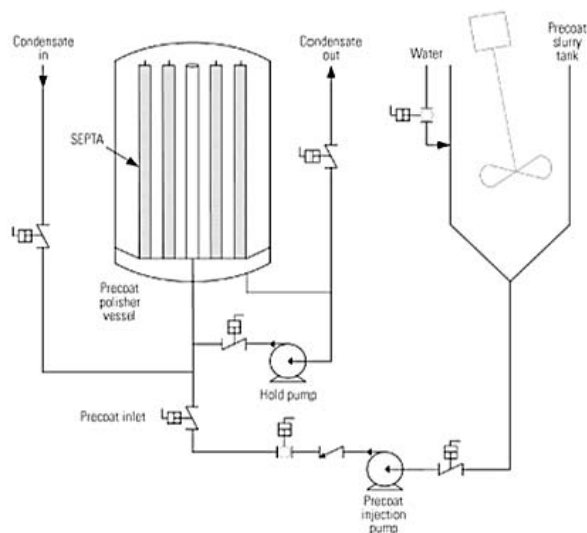 Condensate
in
Condensate
out
Water
Precoat
slurry
tank
SEPTA
Precoat
polisher
vessel
Hold pump
Precoat inlet
Precoat
injection
pump